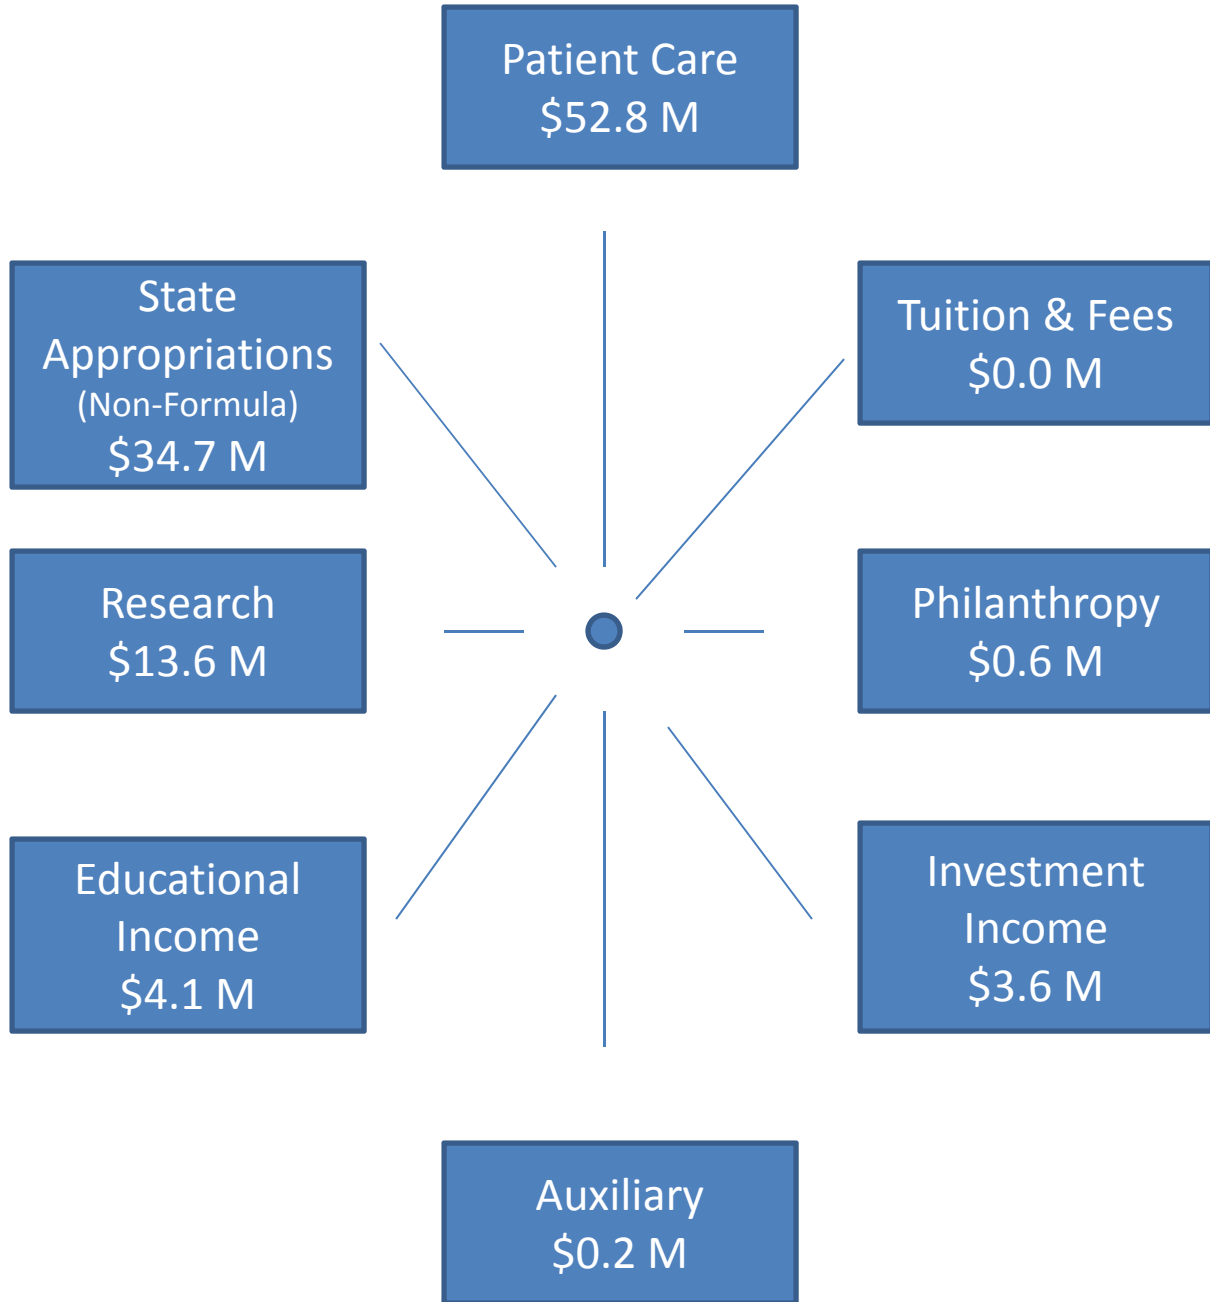 Patient Care
$52.8 M
State
Appropriations
(Non-Formula)
$34.7 M
Tuition & Fees
$0.0 M
Research
$13.6 M
Philanthropy
$0.6 M
Educational
Income
$4.1 M
Investment
Income
$3.6 M
Auxiliary
$0.2 M